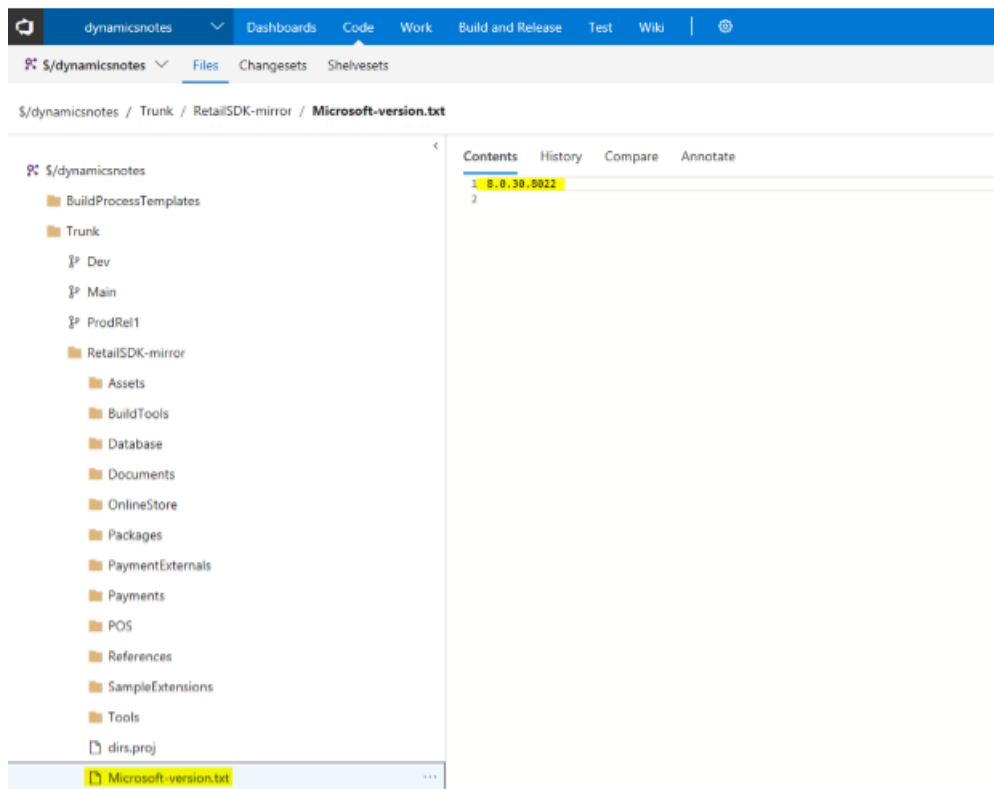 dynamicsnotes Dashboards Code Work Build and Release Test Wiki
$/dynamicsnotes Files Changesets Shelvesets
$/dynamicsnotes / Trunk / RetailSDK-mirror / Microsoft-version.txt
$/dynamicsnotes
BuildProcessTemplates
Trunk
Dev
Main
ProdRel1
RetailSDK-mirror
Assets
BuildTools
Database
Documents
OnlineStore
Packages
PaymentExternals
Payments
POS
References
SampleExtensions
Tools
dirs.proj
Microsoft-version.txt ...
Contents History Compare Annotate
1 8.0.30.8022
2